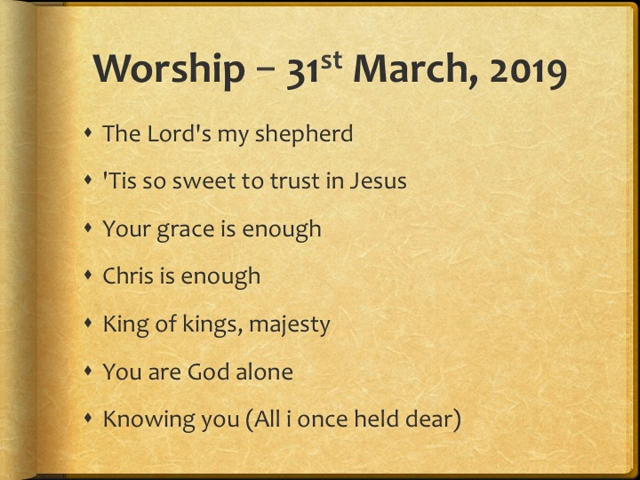 Worship – 31st March, 2019
The Lord's my shepherd
'Tis so sweet to trust in Jesus
Your grace is enough
Chris is enough
King of kings, majesty
You are God alone
Knowing you (All i once held dear)